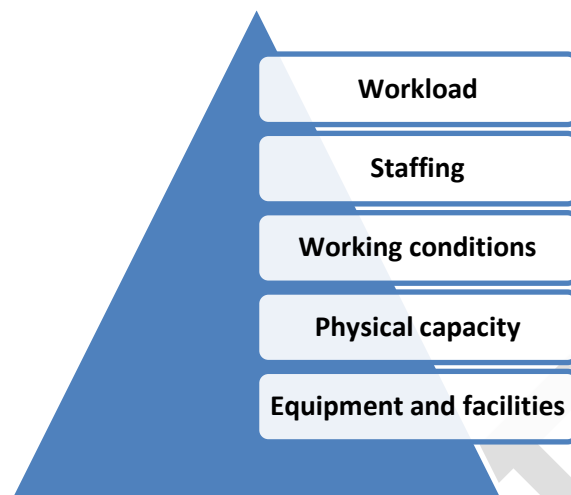 Workload
Staffing
Working conditions
Physical capacity
Equipment and facilities